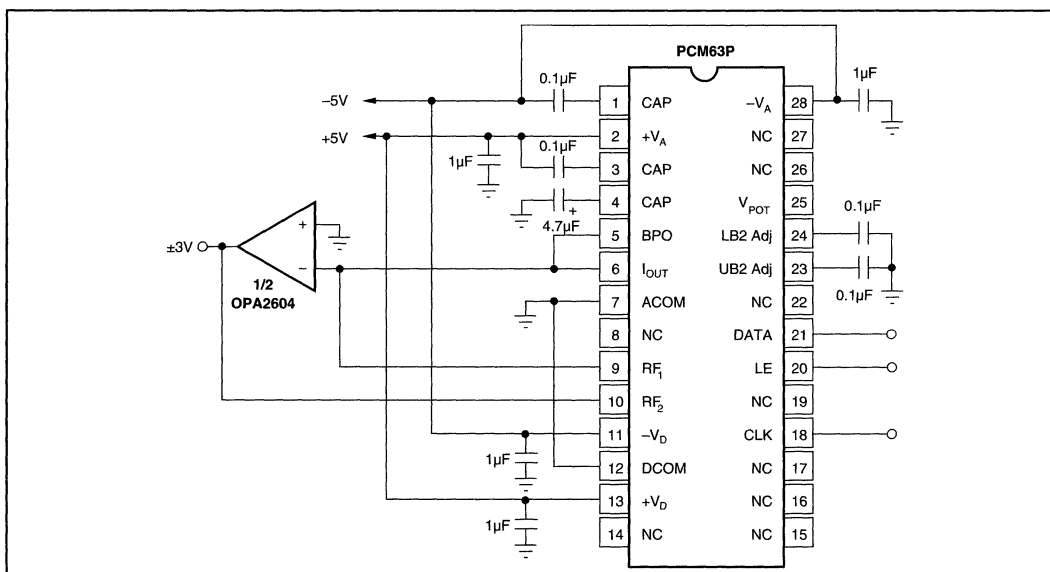 PCM63P
0.1µF
1µF
–5V
1
CAP
–V_A
28
+5V
2
+V_A
NC
27
0.1µF
1µF
3
CAP
NC
26
4
CAP
V_POT
25
0.1µF
4.7µF
+
5
BPO
LB2 Adj
24
±3V
+
–
6
I_OUT
UB2 Adj
23
1/2
OPA2604
0.1µF
7
ACOM
NC
22
8
NC
DATA
21
9
RF_1
LE
20
10
RF_2
NC
19
11
–V_D
CLK
18
1µF
12
DCOM
NC
17
13
+V_D
NC
16
1µF
14
NC
NC
15